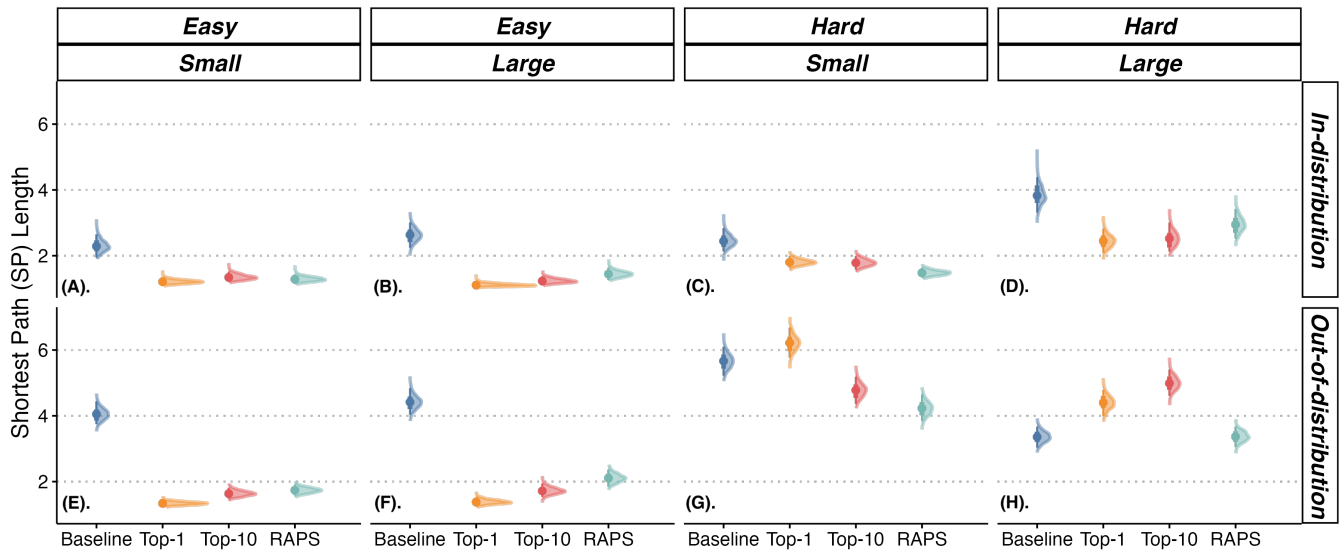 Easy Easy Hard Hard
Small Large Small Large
Shortest Path (SP) Length
6
4
2
(A). (B). (C). (D).
In-distribution
6
4
2
(E). (F). (G). (H).
Out-of-distribution
Baseline Top-1 Top-10 RAPS Baseline Top-1 Top-10 RAPS Baseline Top-1 Top-10 RAPS Baseline Top-1 Top-10 RAPS